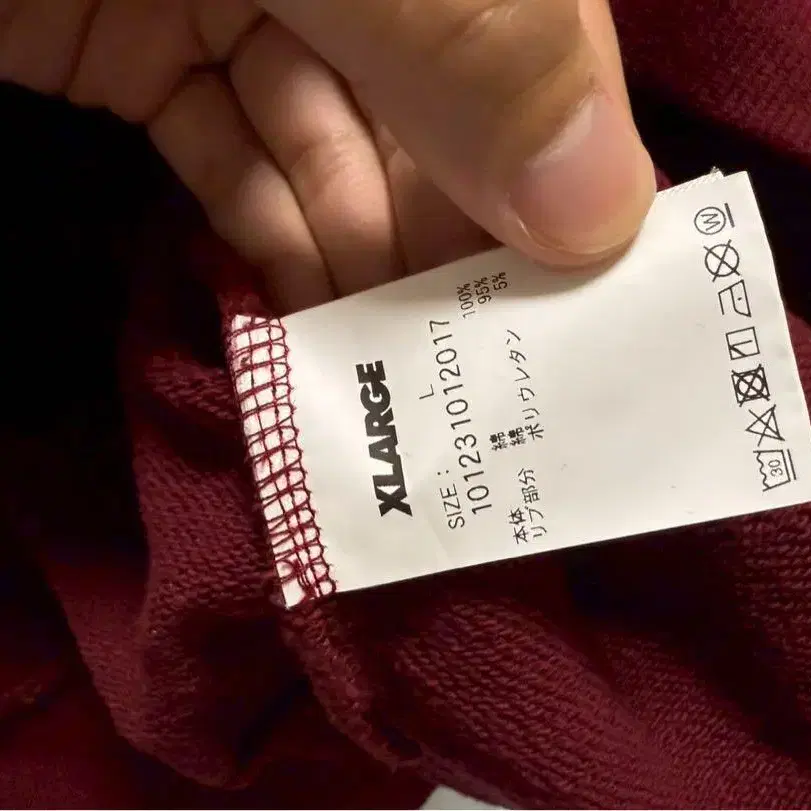 XLARGE
SIZE : L
101231012017
本体 綿 100%
リブ部分 綿 95%
ポリウレタン 5%
30
W